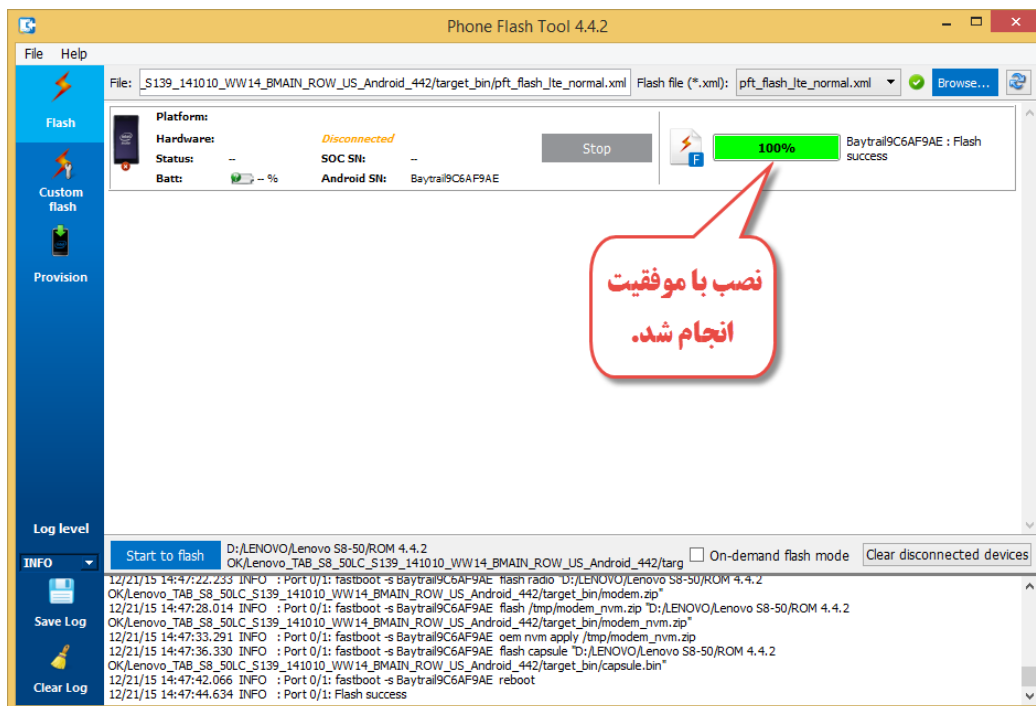 Phone Flash Tool 4.4.2
File Help
File: _S139_141010_WW14_BMAIN_ROW_US_Android_442/target_bin/pft_flash_lte_normal.xml Flash file (*.xml): pft_flash_lte_normal.xml Browse...
Flash
Custom
flash
Provision
Platform:
Hardware: Disconnected
Status: -- SOC SN: --
Batt: -- % Android SN: Baytrail9C6AF9AE
Stop
F
100%
Baytrail9C6AF9AE : Flash
success
نصب با موفقیت
انجام شد.
Log level
INFO
Save Log
Clear Log
Start to flash
D:/LENOVO/Lenovo S8-50/ROM 4.4.2
OK/Lenovo_TAB_S8_50LC_S139_141010_WW14_BMAIN_ROW_US_Android_442/targ
On-demand flash mode Clear disconnected devices
12/21/15 14:47:22.233 INFO : Port 0/1: fastboot -s Baytrail9C6AF9AE flash radio "D:/LENOVO/Lenovo S8-50/ROM 4.4.2
OK/Lenovo_TAB_S8_50LC_S139_141010_WW14_BMAIN_ROW_US_Android_442/target_bin/modem.zip"
12/21/15 14:47:28.014 INFO : Port 0/1: fastboot -s Baytrail9C6AF9AE flash /tmp/modem_nvm.zip "D:/LENOVO/Lenovo S8-50/ROM 4.4.2
OK/Lenovo_TAB_S8_50LC_S139_141010_WW14_BMAIN_ROW_US_Android_442/target_bin/modem_nvm.zip"
12/21/15 14:47:33.291 INFO : Port 0/1: fastboot -s Baytrail9C6AF9AE oem nvm apply /tmp/modem_nvm.zip
12/21/15 14:47:36.330 INFO : Port 0/1: fastboot -s Baytrail9C6AF9AE flash capsule "D:/LENOVO/Lenovo S8-50/ROM 4.4.2
OK/Lenovo_TAB_S8_50LC_S139_141010_WW14_BMAIN_ROW_US_Android_442/target_bin/capsule.bin"
12/21/15 14:47:42.066 INFO : Port 0/1: fastboot -s Baytrail9C6AF9AE reboot
12/21/15 14:47:44.634 INFO : Port 0/1: Flash success